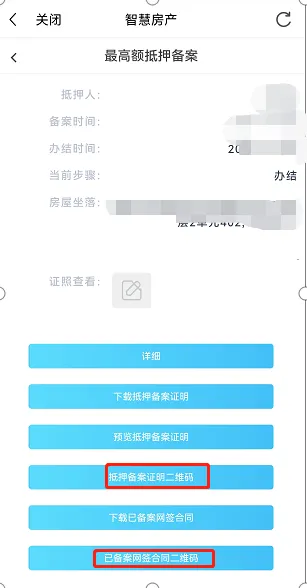 关闭 智慧房产
最高额抵押备案
抵押人：
备案时间：
办结时间： 20
当前步骤： 办结
房屋坐落：
层2单元402,
证照查看：
详细
下载抵押备案证明
预览抵押备案证明
抵押备案证明二维码
下载已备案网签合同
已备案网签合同二维码